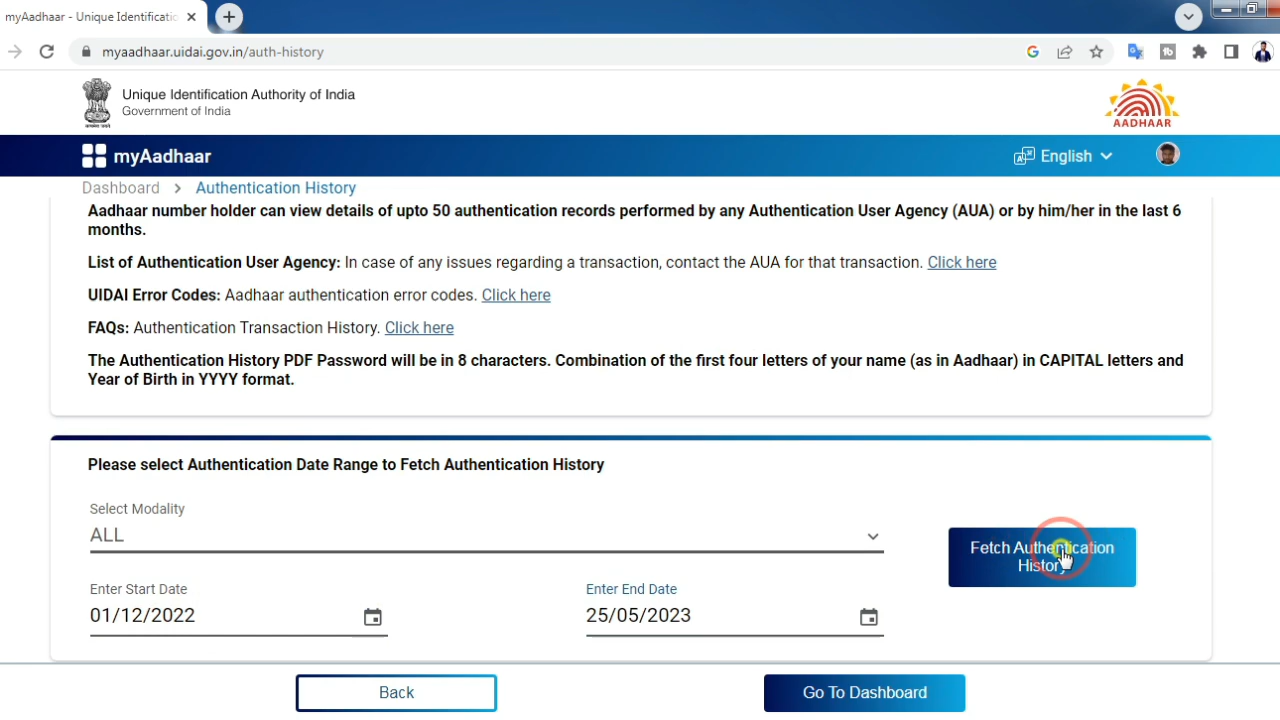 myAadhaar - Unique Identificatio
myaadhaar.uidai.gov.in/auth-history
Unique Identification Authority of India
Government of India
AADHAAR
myAadhaar
English
Dashboard > Authentication History
Aadhaar number holder can view details of upto 50 authentication records performed by any Authentication User Agency (AUA) or by him/her in the last 6
months.
List of Authentication User Agency: In case of any issues regarding a transaction, contact the AUA for that transaction. Click here
UIDAI Error Codes: Aadhaar authentication error codes. Click here
FAQs: Authentication Transaction History. Click here
The Authentication History PDF Password will be in 8 characters. Combination of the first four letters of your name (as in Aadhaar) in CAPITAL letters and
Year of Birth in YYYY format.
Please select Authentication Date Range to Fetch Authentication History
Select Modality
ALL
Fetch Authentication
History
Enter Start Date
01/12/2022
Enter End Date
25/05/2023
Back
Go To Dashboard